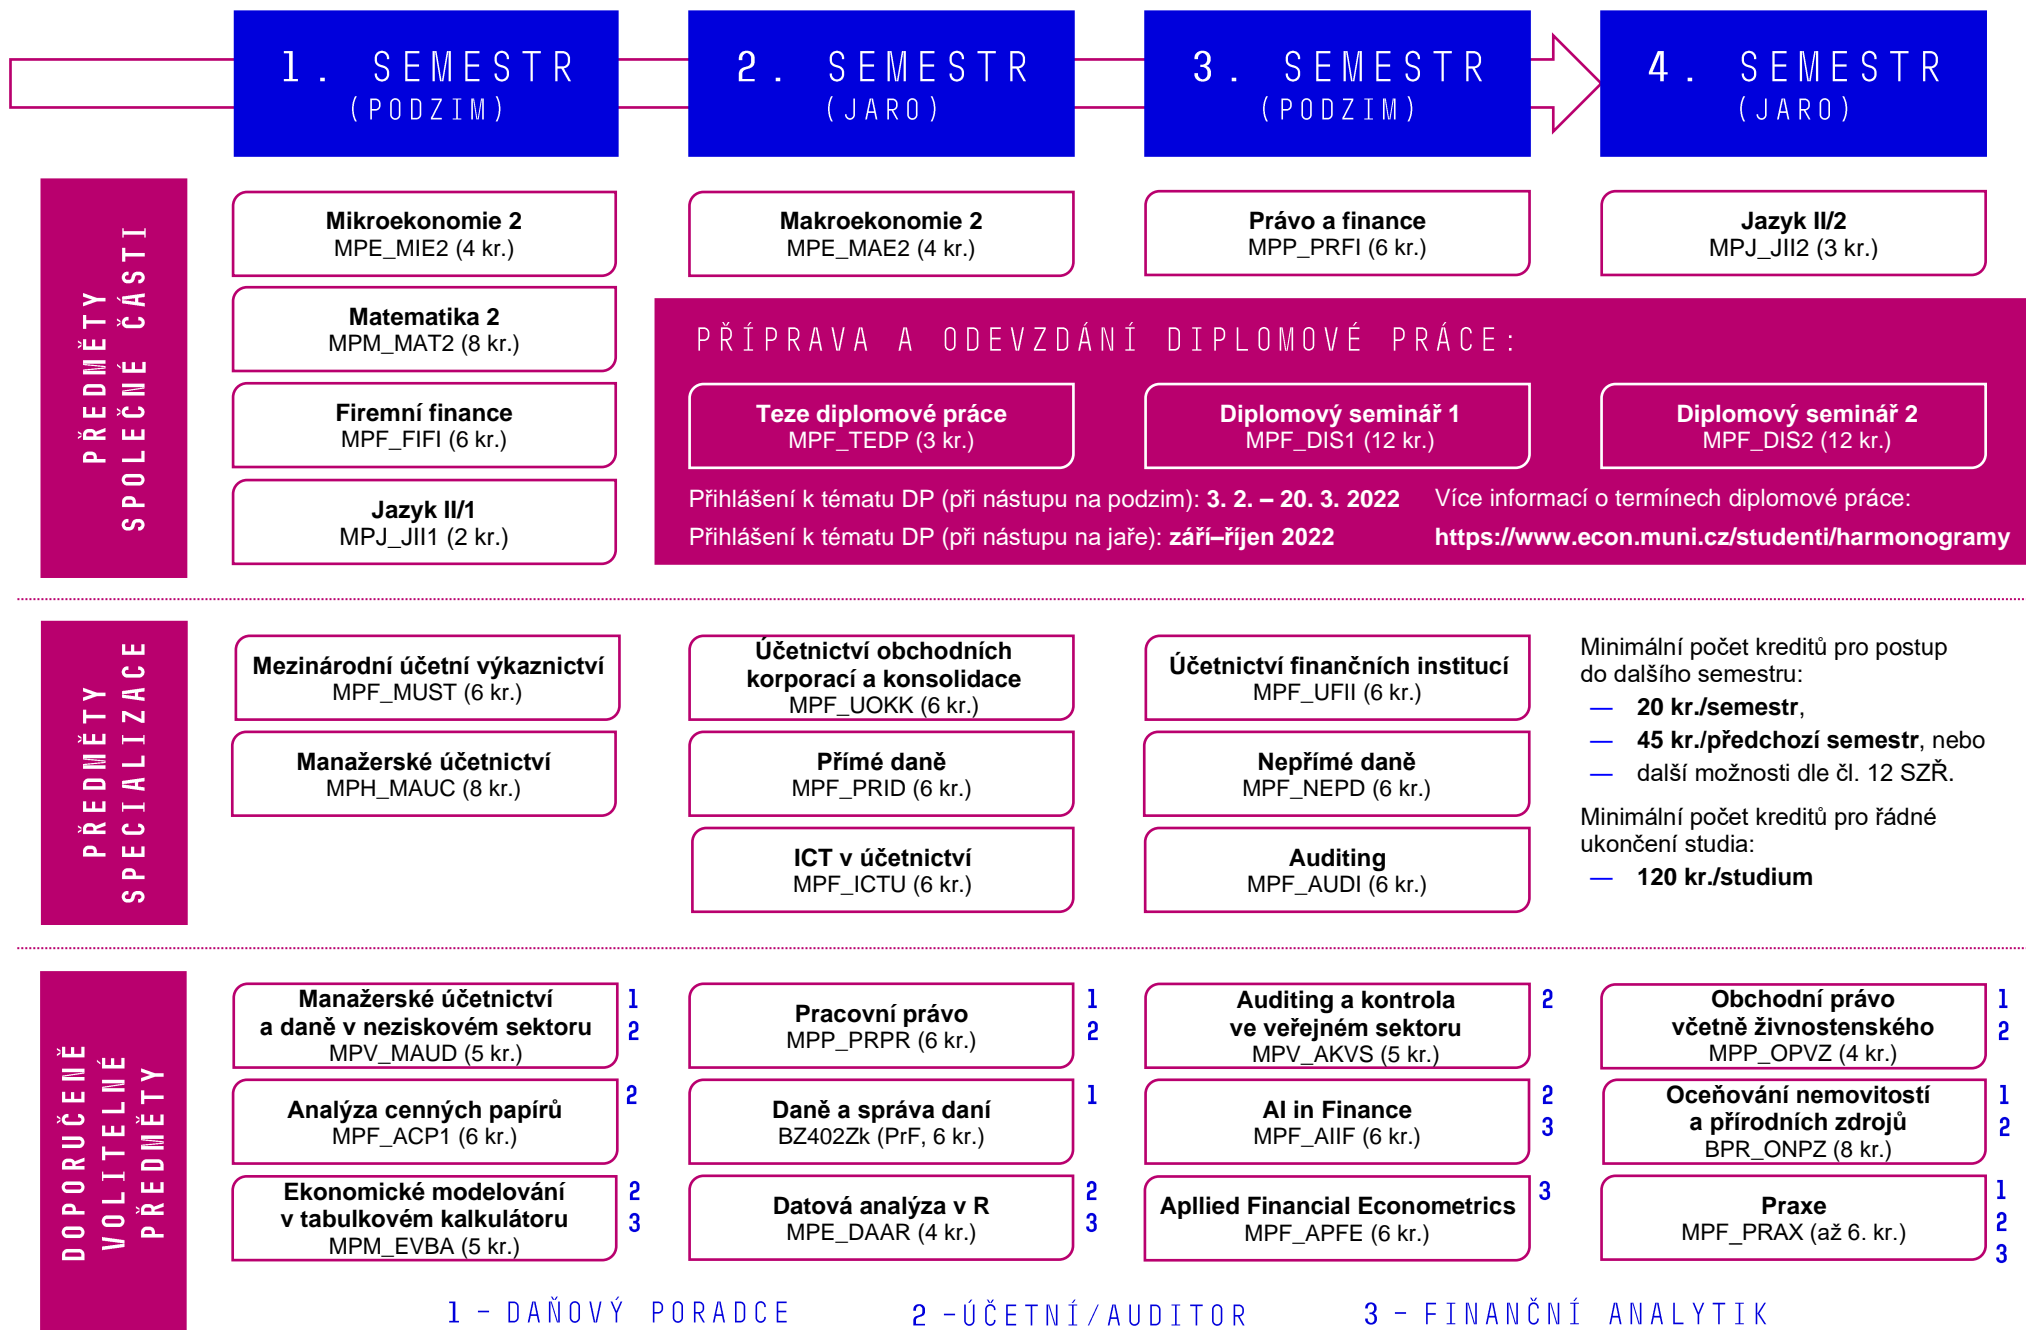 1. SEMESTR
(PODZIM)
2. SEMESTR
(JARO)
3. SEMESTR
(PODZIM)
4. SEMESTR
(JARO)
PŘEDMĚTY
SPOLEČNÉ ČÁSTI
Mikroekonomie 2
MPE_MIE2 (4 kr.)
Makroekonomie 2
MPE_MAE2 (4 kr.)
Právo a finance
MPP_PRFI (6 kr.)
Jazyk II/2
MPJ_JII2 (3 kr.)
Matematika 2
MPM_MAT2 (8 kr.)
Firemní finance
MPF_FIFI (6 kr.)
Jazyk II/1
MPJ_JII1 (2 kr.)
PŘÍPRAVA A ODEVZDÁNÍ DIPLOMOVÉ PRÁCE:
Teze diplomové práce
MPF_TEDP (3 kr.)
Diplomový seminář 1
MPF_DIS1 (12 kr.)
Diplomový seminář 2
MPF_DIS2 (12 kr.)
Přihlášení k tématu DP (při nástupu na podzim): 3. 2. – 20. 3. 2022
Přihlášení k tématu DP (při nástupu na jaře): září–říjen 2022
Více informací o termínech diplomové práce:
https://www.econ.muni.cz/studenti/harmonogramy
PŘEDMĚTY
SPECIALIZACE
Mezinárodní účetní výkaznictví
MPF_MUST (6 kr.)
Manažerské účetnictví
MPH_MAUC (8 kr.)
Účetnictví obchodních
korporací a konsolidace
MPF_UOKK (6 kr.)
Přímé daně
MPF_PRID (6 kr.)
ICT v účetnictví
MPF_ICTU (6 kr.)
Účetnictví finančních institucí
MPF_UFII (6 kr.)
Nepřímé daně
MPF_NEPD (6 kr.)
Auditing
MPF_AUDI (6 kr.)
Minimální počet kreditů pro postup
do dalšího semestru:
— 20 kr./semestr,
— 45 kr./předchozí semestr, nebo
— další možnosti dle čl. 12 SZŘ.
Minimální počet kreditů pro řádné
ukončení studia:
— 120 kr./studium
DOPORUČENĚ
VOLITELNÉ
PŘEDMĚTY
Manažerské účetnictví
a daně v neziskovém sektoru
MPV_MAUD (5 kr.)
1
2
Analýza cenných papírů
MPF_ACP1 (6 kr.)
2
Ekonomické modelování
v tabulkovém kalkulátoru
MPM_EVBA (5 kr.)
2
3
Pracovní právo
MPP_PRPR (6 kr.)
1
2
Daně a správa daní
BZ402Zk (PrF, 6 kr.)
1
Datová analýza v R
MPE_DAAR (4 kr.)
2
3
Auditing a kontrola
ve veřejném sektoru
MPV_AKVS (5 kr.)
2
AI in Finance
MPF_AIIF (6 kr.)
2
3
Apllied Financial Econometrics
MPF_APFE (6 kr.)
3
Obchodní právo
včetně živnostenského
MPP_OPVZ (4 kr.)
1
2
Oceňování nemovitostí
a přírodních zdrojů
BPR_ONPZ (8 kr.)
1
2
Praxe
MPF_PRAX (až 6. kr.)
1
2
3
1 – DAŇOVÝ PORADCE
2 –ÚČETNÍ/AUDITOR
3 – FINANČNÍ ANALYTIK